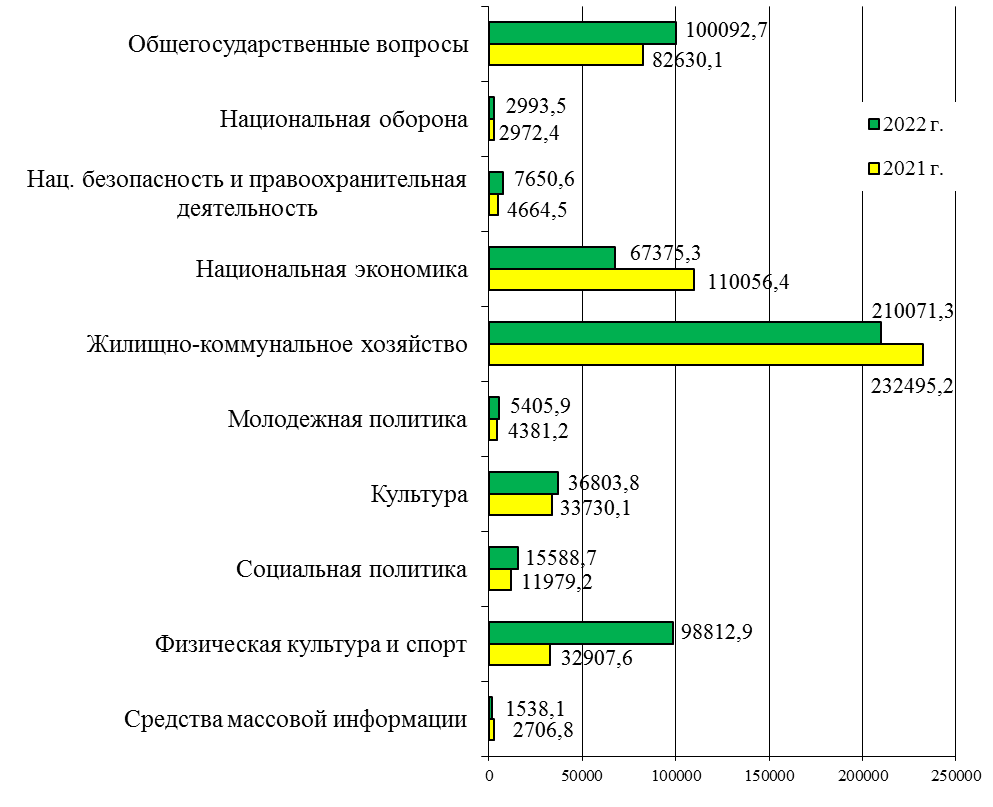 Общегосударственные вопросы
100092,7
82630,1
Национальная оборона
2993,5
2972,4
2022 г.
2021 г.
Нац. безопасность и правоохранительная
деятельность
7650,6
4664,5
Национальная экономика
67375,3
110056,4
Жилищно-коммунальное хозяйство
210071,3
232495,2
Молодежная политика
5405,9
4381,2
Культура
36803,8
33730,1
Социальная политика
15588,7
11979,2
Физическая культура и спорт
98812,9
32907,6
Средства массовой информации
1538,1
2706,8
0 50000 100000 150000 200000 250000